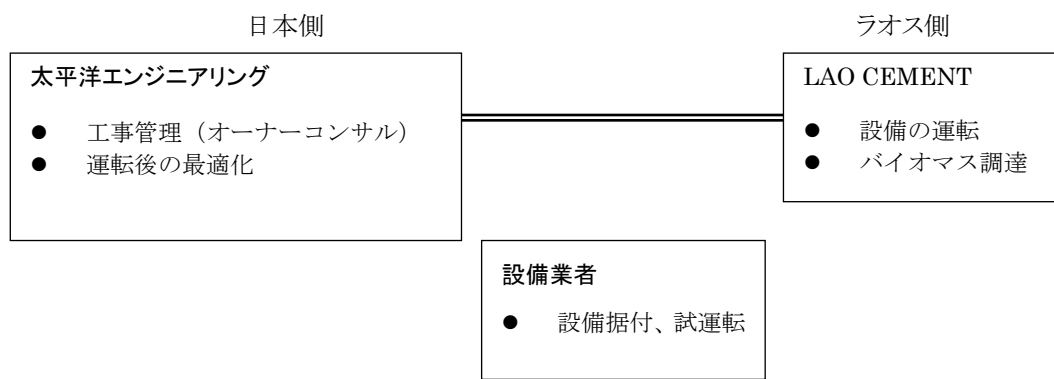 日本側
ラオス側
太平洋エンジニアリング
● 工事管理（オーナーコンサル）
● 運転後の最適化
LAO CEMENT
● 設備の運転
● バイオマス調達
設備業者
● 設備据付、試運転